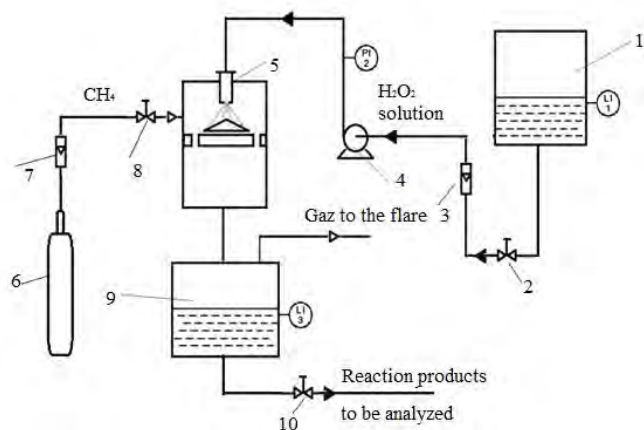 1
5
PI
2
CH₄
H₂O₂
solution
LI
1
7
8
4
3
Gaz to the flare
2
6
9
LI
3
Reaction products
10
to be analyzed